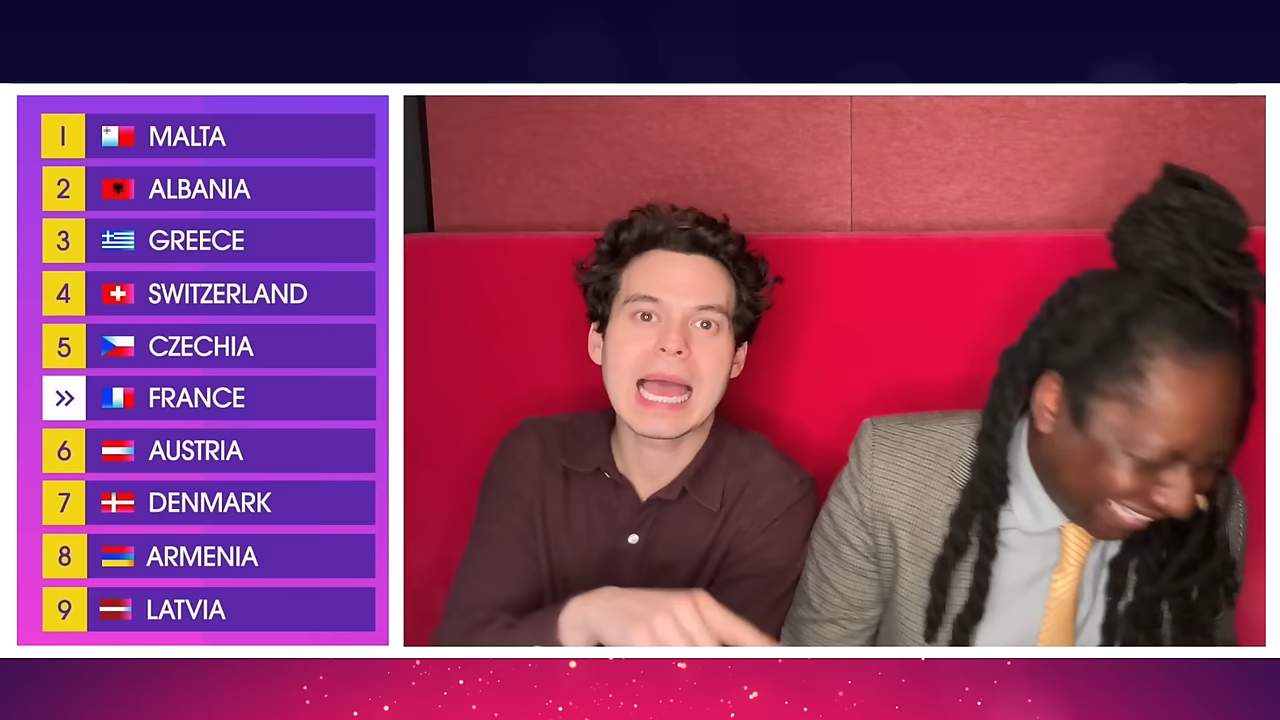 1 MALTA
2 ALBANIA
3 GREECE
4 SWITZERLAND
5 CZECHIA
» FRANCE
6 AUSTRIA
7 DENMARK
8 ARMENIA
9 LATVIA